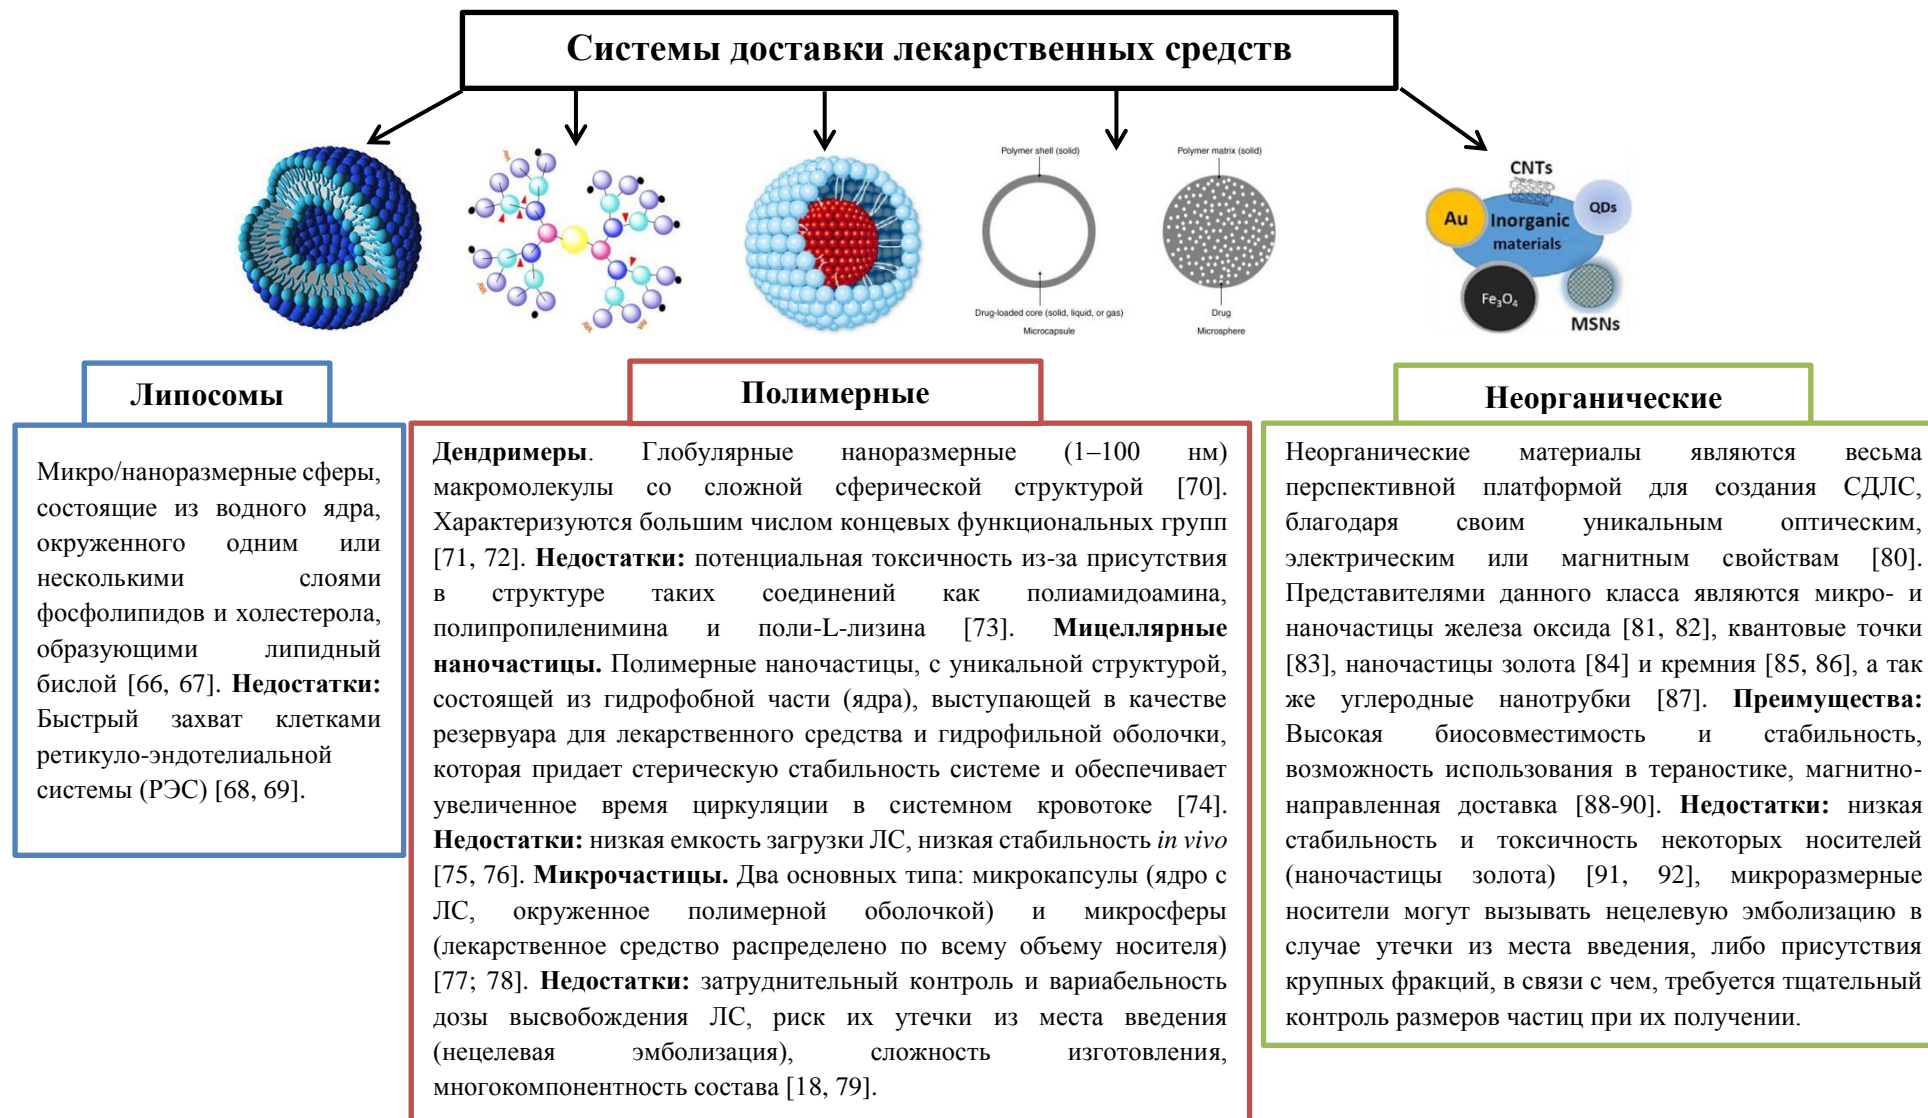 Системы доставки лекарственных средств
Polymer shell (solid)
Drug-loaded core (solid, liquid, or gas)
Microcapsule
Polymer matrix (solid)
Drug
Microsphere
CNTs
Au
Inorganic
materials
QDs
Fe₃O₄
MSNs
Липосомы
Микро/наноразмерные сферы,
состоящие из водного ядра,
окруженного одним или
несколькими слоями
фосфолипидов и холестерола,
образующими липидный
бислой [66, 67]. Недостатки:
Быстрый захват клетками
ретикуло-эндотелиальной
системы (РЭС) [68, 69].
Полимерные
Дендримеры. Глобулярные наноразмерные (1–100 нм)
макромолекулы со сложной сферической структурой [70].
Характеризуются большим числом концевых функциональных групп
[71, 72]. Недостатки: потенциальная токсичность из-за присутствия
в структуре таких соединений как полиамидоамина,
полипропиленимина и поли-L-лизина [73]. Мицеллярные
наночастицы. Полимерные наночастицы, с уникальной структурой,
состоящей из гидрофобной части (ядра), выступающей в качестве
резервуара для лекарственного средства и гидрофильной оболочки,
которая придает стерическую стабильность системе и обеспечивает
увеличенное время циркуляции в системном кровотоке [74].
Недостатки: низкая емкость загрузки ЛС, низкая стабильность in vivo
[75, 76]. Микрочастицы. Два основных типа: микрокапсулы (ядро с
ЛС, окруженное полимерной оболочкой) и микросферы
(лекарственное средство распределено по всему объему носителя)
[77; 78]. Недостатки: затруднительный контроль и вариабельность
дозы высвобождения ЛС, риск их утечки из места введения
(нецелевая эмболизация), сложность изготовления,
многокомпонентность состава [18, 79].
Неорганические
Неорганические материалы являются весьма
перспективной платформой для создания СДЛС,
благодаря своим уникальным оптическим,
электрическим или магнитным свойствам [80].
Представителями данного класса являются микро- и
наночастицы железа оксида [81, 82], квантовые точки
[83], наночастицы золота [84] и кремния [85, 86], а так
же углеродные нанотрубки [87]. Преимущества:
Высокая биосовместимость и стабильность,
возможность использования в тераностике, магнитно-
направленная доставка [88-90]. Недостатки: низкая
стабильность и токсичность некоторых носителей
(наночастицы золота) [91, 92], микроразмерные
носители могут вызывать нецелевую эмболизацию в
случае утечки из места введения, либо присутствия
крупных фракций, в связи с чем, требуется тщательный
контроль размеров частиц при их получении.